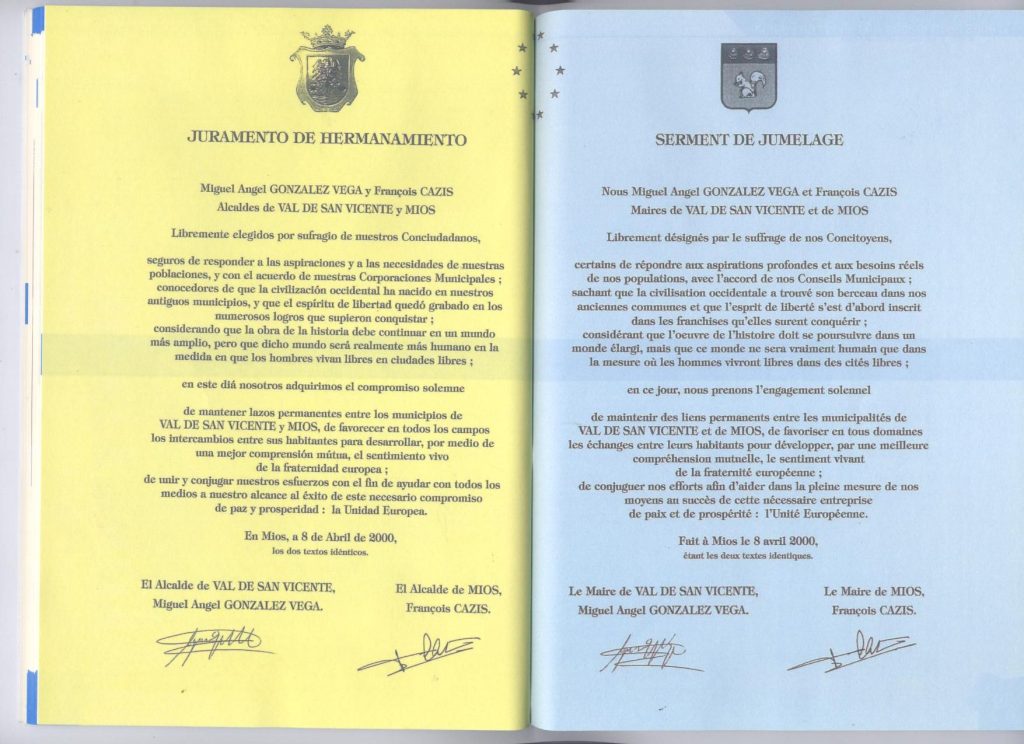 JURAMENTO DE HERMANAMIENTO
Miguel Angel GONZALEZ VEGA y François CAZIS
Alcaldes de VAL DE SAN VICENTE y MIOS
Libremente elegidos por sufragio de nuestros Conciudadanos,
seguros de responder a las aspiraciones y a las necesidades de nuestras
poblaciones, y con el acuerdo de nuestras Corporaciones Municipales ;
conocedores de que la civilización occidental ha nacido en nuestros
antiguos municipios, y que el espíritu de libertad quedó grabado en los
numerosos logros que supieron conquistar ;
considerando que la obra de la historia debe continuar en un mundo
más amplio, pero que dicho mundo será realmente más humano en la
medida en que los hombres vivan libres en ciudades libres ;
en este diá nosotros adquirimos el compromiso solemne
de mantener lazos permanentes entre los municipios de
VAL DE SAN VICENTE y MIOS, de favorecer en todos los campos
los intercambios entre sus habitantes para desarrollar, por medio de
una mejor comprensión mútua, el sentimiento vivo
de la fraternidad europea ;
de unir y conjugar nuestros esfuerzos con el fin de ayudar con todos los
medios a nuestro alcance al éxito de este necesario compromiso
de paz y prosperidad : la Unidad Europea.
En Mios, a 8 de Abril de 2000,
los dos textos idénticos.
El Alcalde de VAL DE SAN VICENTE,
Miguel Angel GONZALEZ VEGA.
El Alcalde de MIOS,
François CAZIS.
SERMENT DE JUMELAGE
Nous Miguel Angel GONZALEZ VEGA et François CAZIS
Maires de VAL DE SAN VICENTE et de MIOS
Librement désignés par le suffrage de nos Concitoyens,
certains de répondre aux aspirations profondes et aux besoins réels
de nos populations, avec l'accord de nos Conseils Municipaux ;
sachant que la civilisation occidentale a trouvé son berceau dans nos
anciennes communes et que l'esprit de liberté s'est d'abord inscrit
dans les franchises qu'elles surent conquérir ;
considérant que l'oeuvre de l'histoire doit se poursuivre dans un
monde élargi, mais que ce monde ne sera vraiment humain que dans
la mesure où les hommes vivront libres dans des cités libres ;
en ce jour, nous prenons l'engagement solennel
de maintenir des liens permanents entre les municipalités de
VAL DE SAN VICENTE et de MIOS, de favoriser en tous domaines
les échanges entre leurs habitants pour développer, par une meilleure
compréhension mutuelle, le sentiment vivant
de la fraternité européenne ;
de conjuguer nos efforts afin d'aider dans la pleine mesure de nos
moyens au succès de cette nécessaire entreprise
de paix et de prospérité : l'Unité Européenne.
Fait à Mios le 8 avril 2000,
étant les deux textes identiques.
Le Maire de VAL DE SAN VICENTE,
Miguel Angel GONZALEZ VEGA.
Le Maire de MIOS,
François CAZIS.